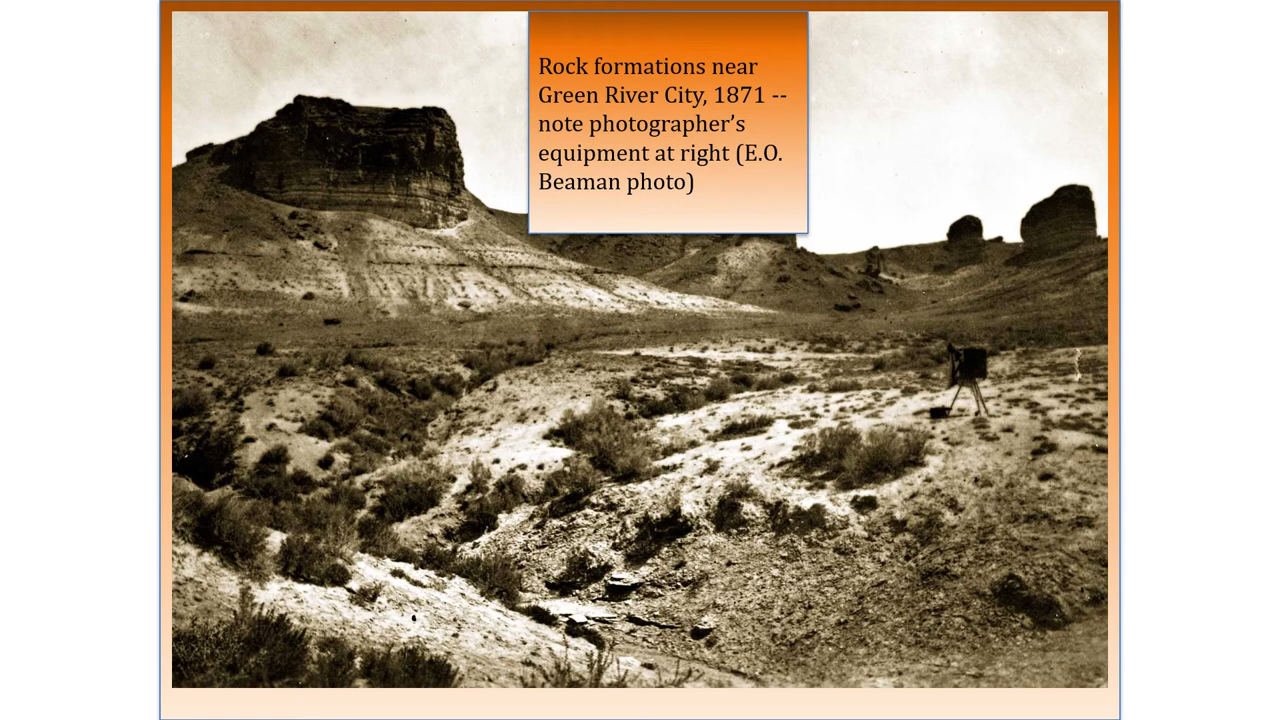 Rock formations near
Green River City, 1871 --
note photographer’s
equipment at right (E.O.
Beaman photo)